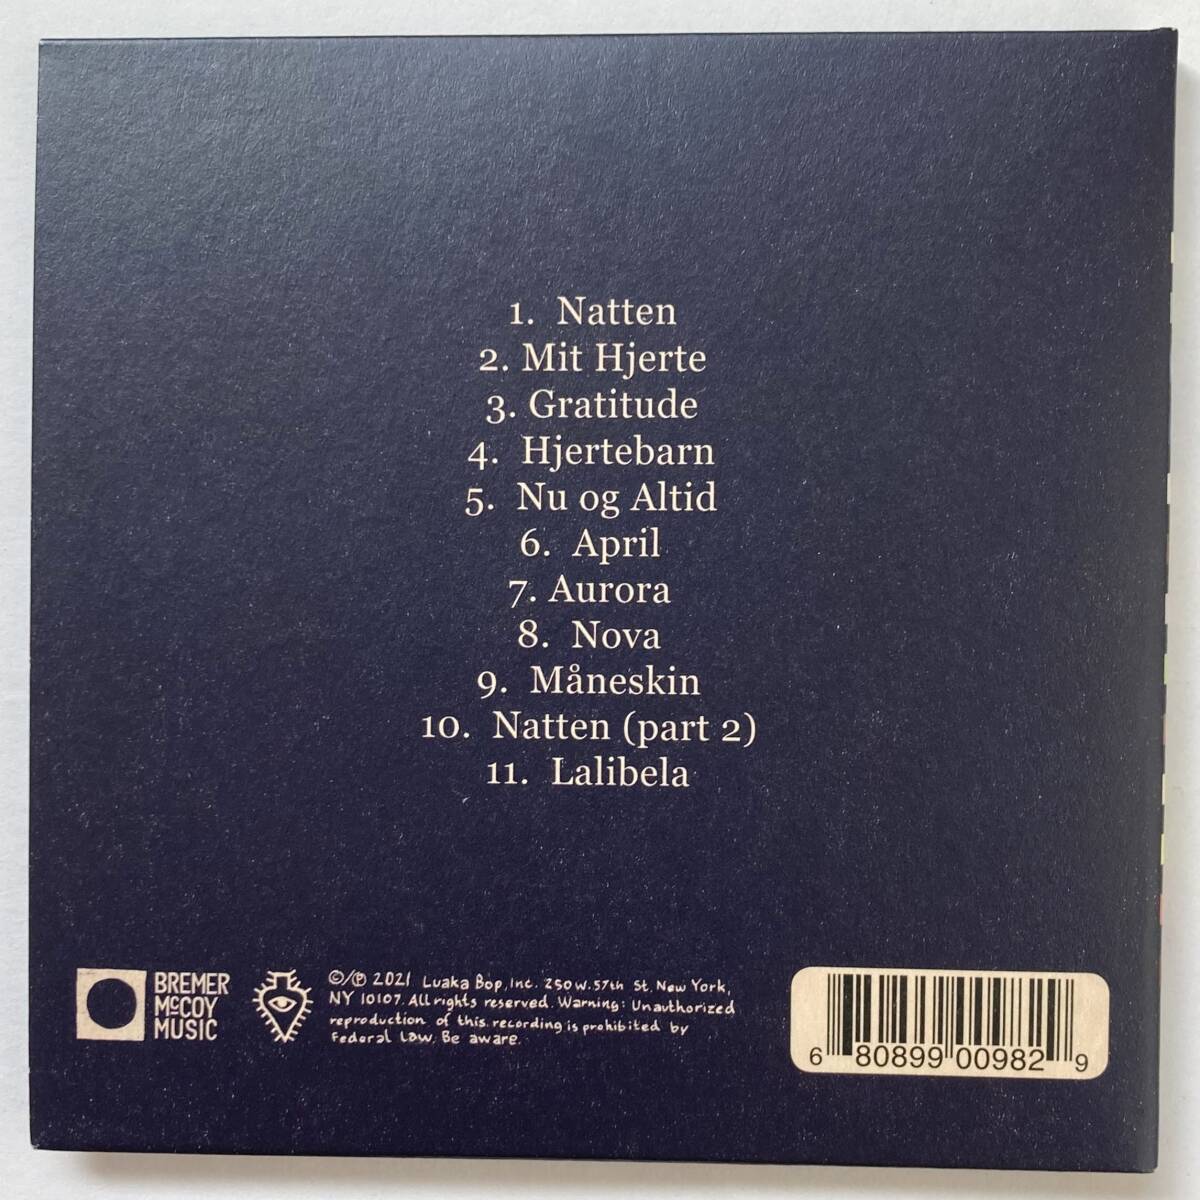 1. Natten
2. Mit Hjerte
3. Gratitude
4. Hjertebarn
5. Nu og Altid
6. April
7. Aurora
8. Nova
9. Måneskin
10. Natten (part 2)
11. Lalibela
BREMER
McCOY
MUSIC
©/℗ 2021 Luaka Bop, Inc. 250 W. 57th St. New York,
NY 10107. All rights reserved. Warning: Unauthorized
reproduction of this recording is prohibited by
Federal Law. Be aware.
6 80899 00982 9